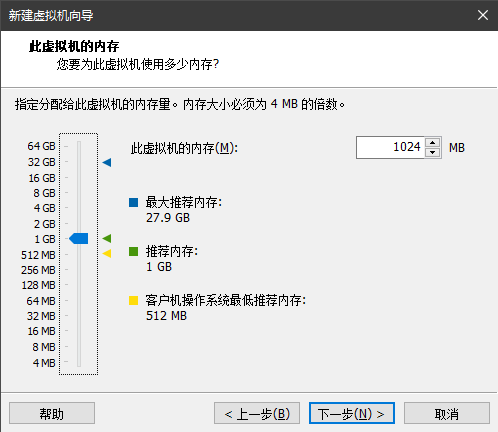 新建虚拟机向导
此虚拟机的内存
您要为此虚拟机使用多少内存?
指定分配给此虚拟机的内存量。内存大小必须为 4 MB 的倍数。
此虚拟机的内存(M): 1024 MB
64 GB
32 GB
16 GB
8 GB
4 GB
2 GB
1 GB
512 MB
256 MB
128 MB
64 MB
32 MB
16 MB
8 MB
4 MB
最大推荐内存:
27.9 GB
推荐内存:
1 GB
客户机操作系统最低推荐内存:
512 MB
帮助 < 上一步(B) 下一步(N) > 取消